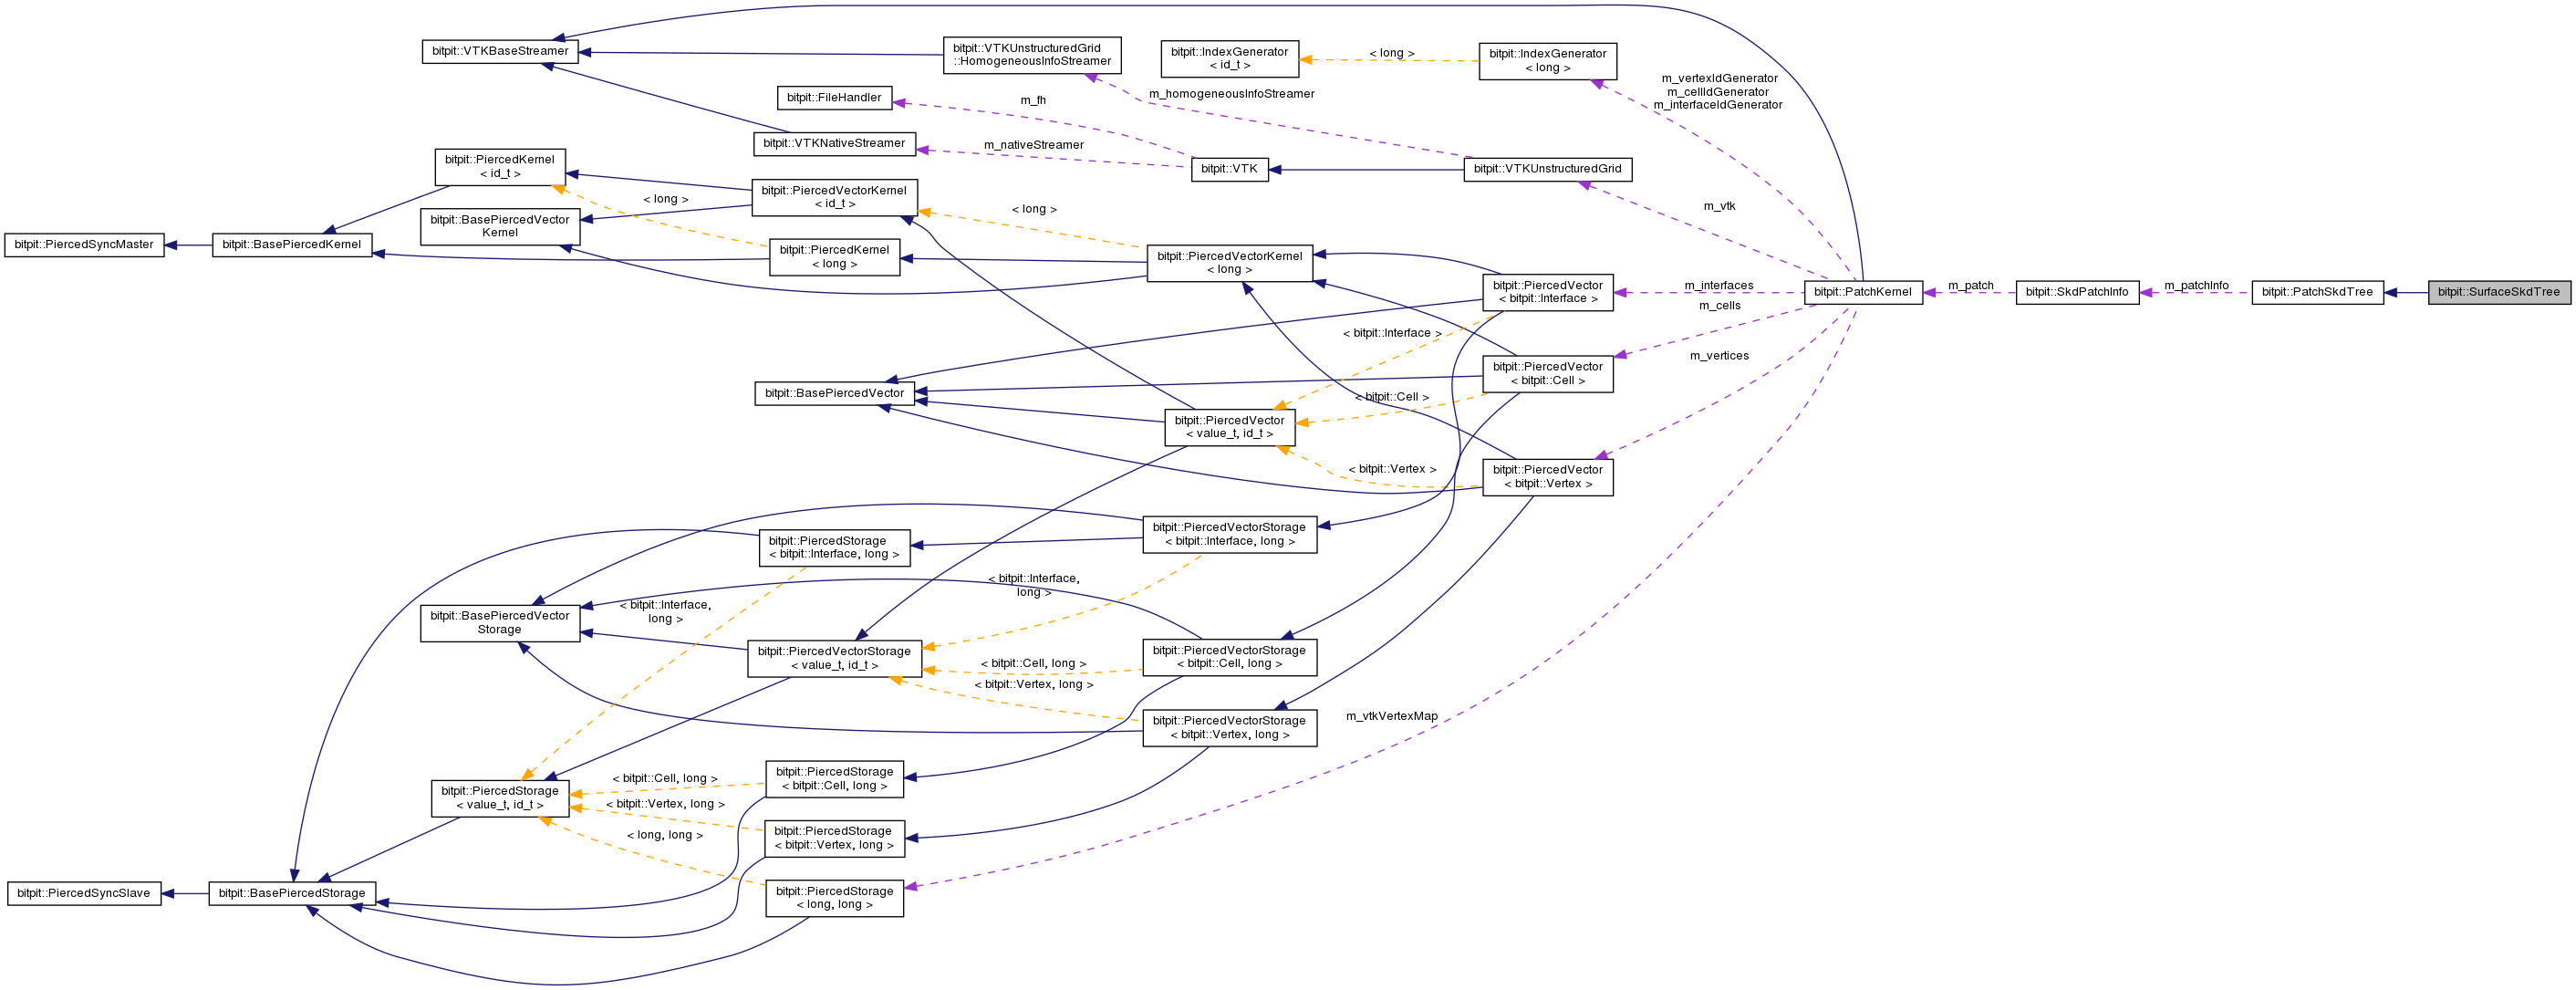 bitpit::VTKBaseStreamer
bitpit::VTKUnstructuredGrid
::HomogeneousInfoStreamer
bitpit::IndexGenerator
< id_t >
< long >
bitpit::IndexGenerator
< long >
m_vertexIdGenerator
m_cellIdGenerator
m_interfaceIdGenerator
bitpit::FileHandler
m_fh
m_homogeneousInfoStreamer
bitpit::VTKNativeStreamer
m_nativeStreamer
bitpit::VTK
bitpit::VTKUnstructuredGrid
m_vtk
bitpit::PiercedKernel
< id_t >
bitpit::PiercedVectorKernel
< id_t >
< long >
< long >
bitpit::BasePiercedVector
Kernel
bitpit::PiercedSyncMaster
bitpit::BasePiercedKernel
bitpit::PiercedKernel
< long >
bitpit::PiercedVectorKernel
< long >
bitpit::PiercedVector
< bitpit::Interface >
m_interfaces
bitpit::PatchKernel
m_patch
bitpit::SkdPatchInfo
m_patchInfo
bitpit::PatchSkdTree
bitpit::SurfaceSkdTree
m_cells
< bitpit::Interface >
m_vertices
bitpit::BasePiercedVector
bitpit::PiercedVector
< bitpit::Cell >
< bitpit::Cell >
bitpit::PiercedVector
< value_t, id_t >
< bitpit::Vertex >
bitpit::PiercedVector
< bitpit::Vertex >
bitpit::PiercedStorage
< bitpit::Interface, long >
bitpit::PiercedVectorStorage
< bitpit::Interface, long >
< bitpit::Interface,
long >
< bitpit::Interface,
long >
bitpit::BasePiercedVector
Storage
bitpit::PiercedVectorStorage
< value_t, id_t >
< bitpit::Cell, long >
< bitpit::Vertex, long >
bitpit::PiercedVectorStorage
< bitpit::Cell, long >
bitpit::PiercedVectorStorage
< bitpit::Vertex, long >
m_vtkVertexMap
bitpit::PiercedStorage
< value_t, id_t >
< bitpit::Cell, long >
bitpit::PiercedStorage
< bitpit::Cell, long >
< bitpit::Vertex, long >
bitpit::PiercedStorage
< bitpit::Vertex, long >
< long, long >
bitpit::PiercedSyncSlave
bitpit::BasePiercedStorage
bitpit::PiercedStorage
< long, long >